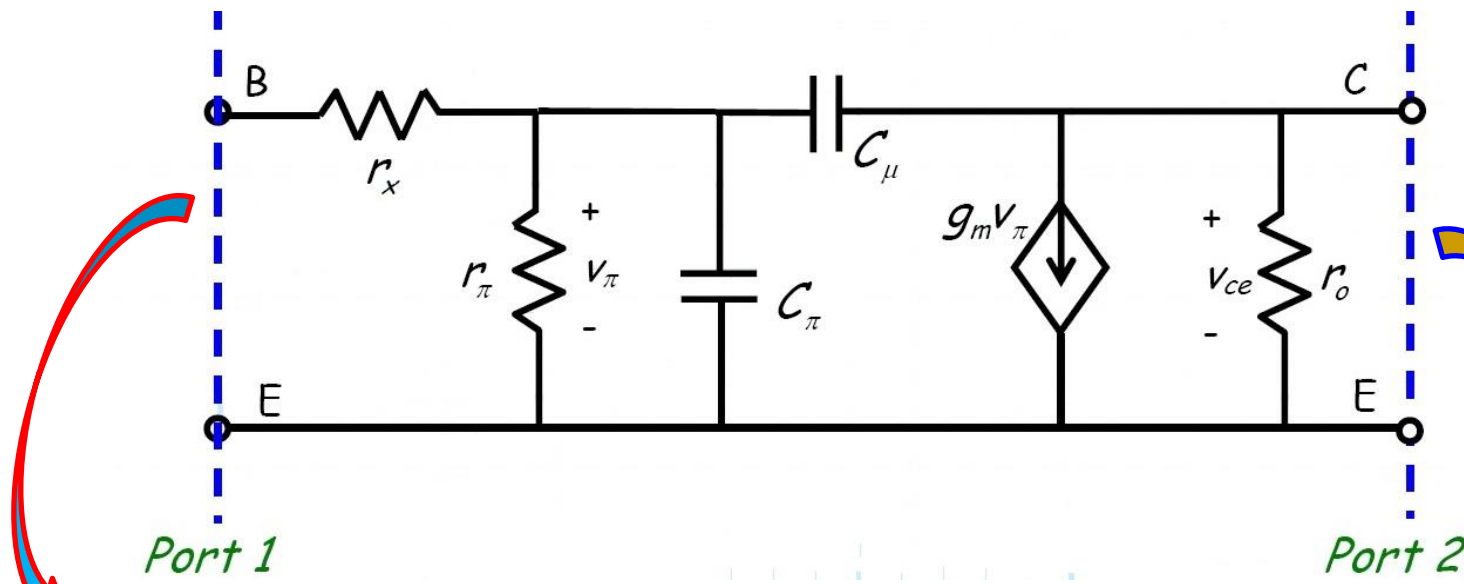 B
C
r_x
C_μ
r_π
+
v_π
-
C_π
g_m v_π
+
v_ce
-
r_o
E
E
Port 1
Port 2